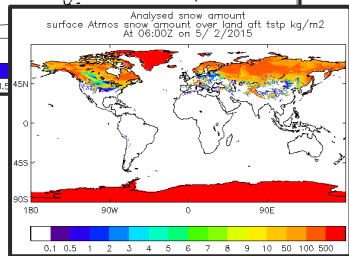 Analysed snow amount
surface Atmos snow amount over land aft tstp kg/m2
At 06:00Z on 5/ 2/2015
45N
0
45S
90S
180 90W 0 90E
0.1 0.5 1 2 3 4 5 6 7 8 9 10 50 100 500